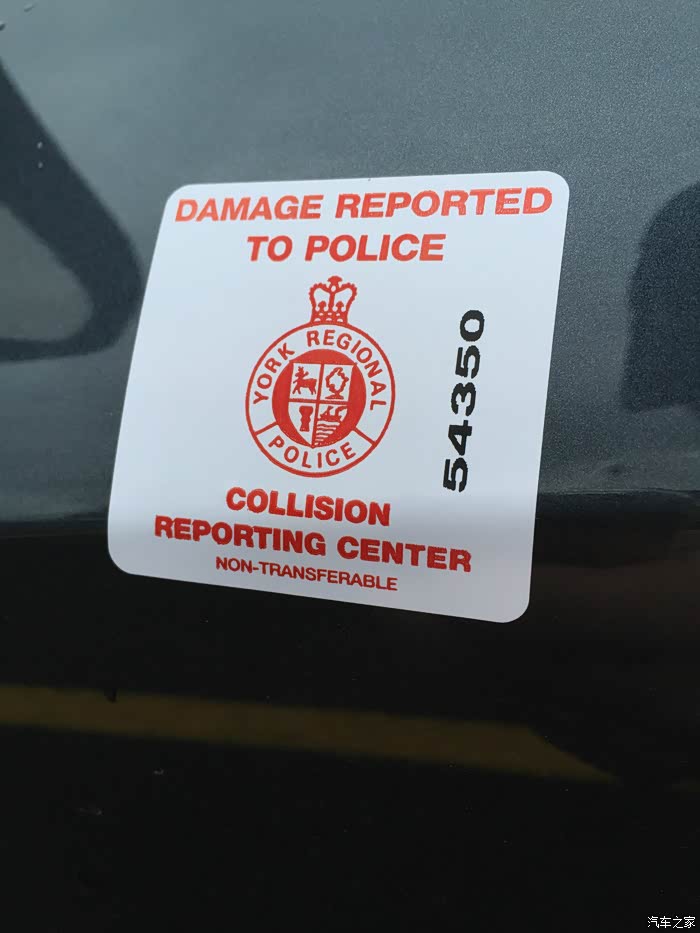 DAMAGE REPORTED
TO POLICE
YORK REGIONAL
POLICE
54350
COLLISION
REPORTING CENTER
NON-TRANSFERABLE
汽车之家